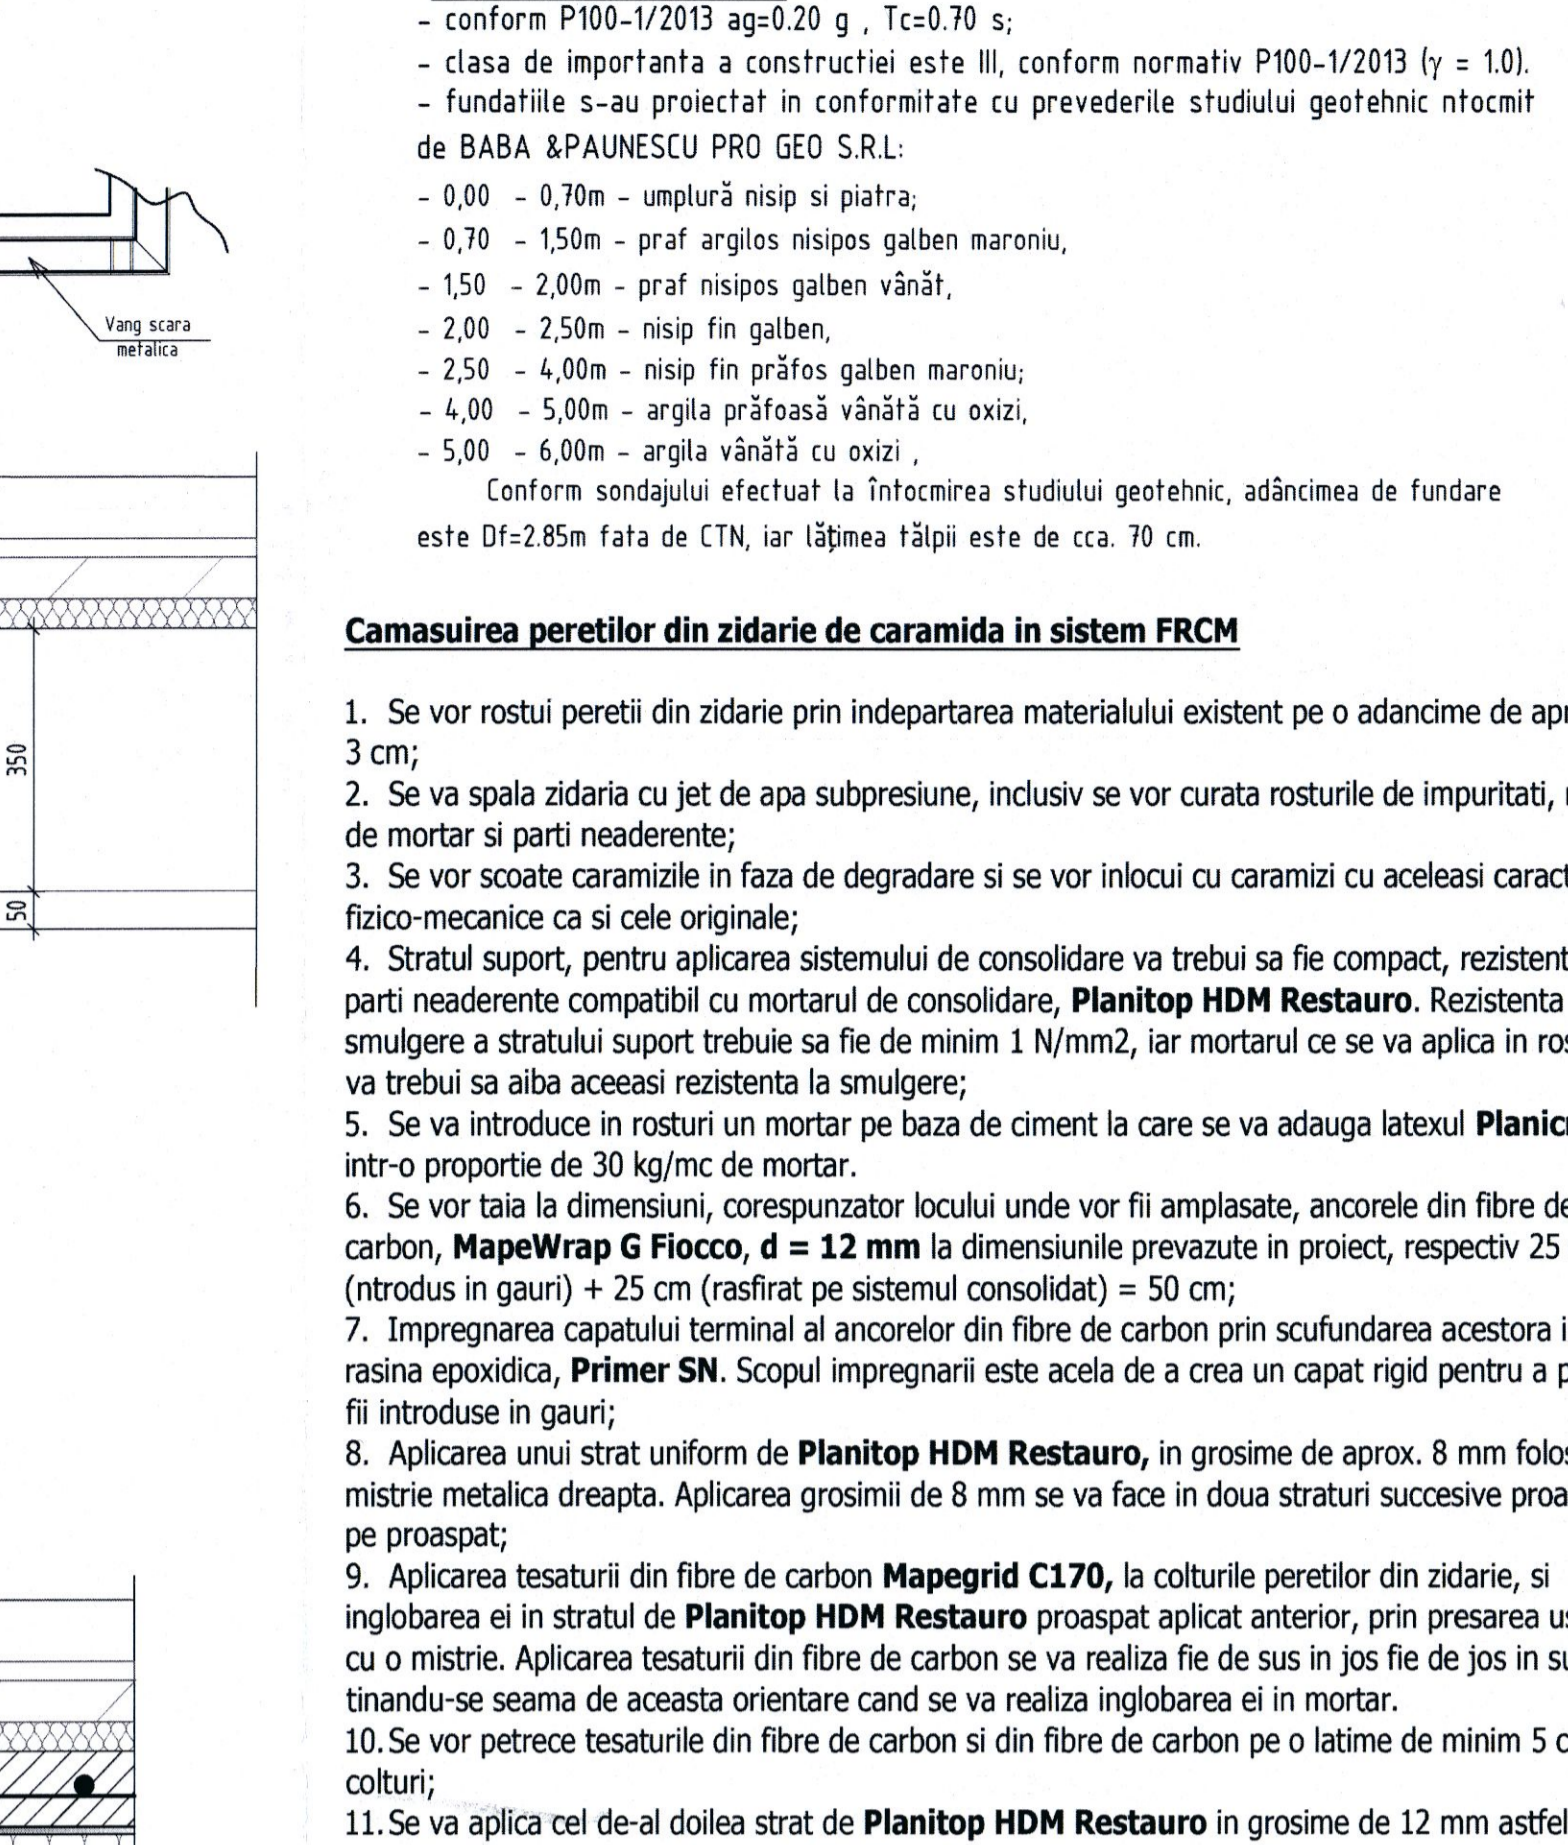 - conform P100-1/2013 ag=0.20 g , Tc=0.70 s;
- clasa de importanta a constructiei este III, conform normativ P100-1/2013 (γ = 1.0).
- fundatiile s-au proiectat in conformitate cu prevederile studiului geotehnic ntocmit
de BABA &PAUNESCU PRO GEO S.R.L:
- 0,00 - 0,70m - umplură nisip si piatra;
- 0,70 - 1,50m - praf argilos nisipos galben maroniu,
- 1,50 - 2,00m - praf nisipos galben vânăt,
- 2,00 - 2,50m - nisip fin galben,
- 2,50 - 4,00m - nisip fin prăfos galben maroniu;
- 4,00 - 5,00m - argila prăfoasă vânătă cu oxizi,
- 5,00 - 6,00m - argila vânătă cu oxizi ,
Conform sondajului efectuat la întocmirea studiului geotehnic, adâncimea de fundare
este Df=2.85m fata de CTN, iar lățimea tălpii este de cca. 70 cm.
Vang scara
metalica
350
50
Camasuirea peretilor din zidarie de caramida in sistem FRCM
1. Se vor rostui peretii din zidarie prin indepartarea materialului existent pe o adancime de
3 cm;
2. Se va spala zidaria cu jet de apa subpresiune, inclusiv se vor curata rosturile de impuritati,
de mortar si parti neaderente;
3. Se vor scoate caramizile in faza de degradare si se vor inlocui cu caramizi cu aceleasi
fizico-mecanice ca si cele originale;
4. Stratul suport, pentru aplicarea sistemului de consolidare va trebui sa fie compact, rezistent
parti neaderente compatibil cu mortarul de consolidare, Planitop HDM Restauro. Rezistenta
smulgere a stratului suport trebuie sa fie de minim 1 N/mm2, iar mortarul ce se va aplica in
va trebui sa aiba aceeasi rezistenta la smulgere;
5. Se va introduce in rosturi un mortar pe baza de ciment la care se va adauga latexul
intr-o proportie de 30 kg/mc de mortar.
6. Se vor taia la dimensiuni, corespunzator locului unde vor fii amplasate, ancorele din fibre de
carbon, MapeWrap G Fiocco, d = 12 mm la dimensiunile prevazute in proiect, respectiv 25
(ntrodus in gauri) + 25 cm (rasfirat pe sistemul consolidat) = 50 cm;
7. Impregnarea capatului terminal al ancorelor din fibre de carbon prin scufundarea acestora
rasina epoxidica, Primer SN. Scopul impregnarii este acela de a crea un capat rigid pentru a
fii introduse in gauri;
8. Aplicarea unui strat uniform de Planitop HDM Restauro, in grosime de aprox. 8 mm
mistrie metalica dreapta. Aplicarea grosimii de 8 mm se va face in doua straturi succesive
pe proaspat;
9. Aplicarea tesaturii din fibre de carbon Mapegrid C170, la colturile peretilor din zidarie, si
inglobarea ei in stratul de Planitop HDM Restauro proaspat aplicat anterior, prin presarea
cu o mistrie. Aplicarea tesaturii din fibre de carbon se va realiza fie de sus in jos fie de jos in
tinandu-se seama de aceasta orientare cand se va realiza inglobarea ei in mortar.
10. Se vor petrece tesaturile din fibre de carbon si din fibre de carbon pe o latime de minim 5
colturi;
11. Se va aplica cel de-al doilea strat de Planitop HDM Restauro in grosime de 12 mm